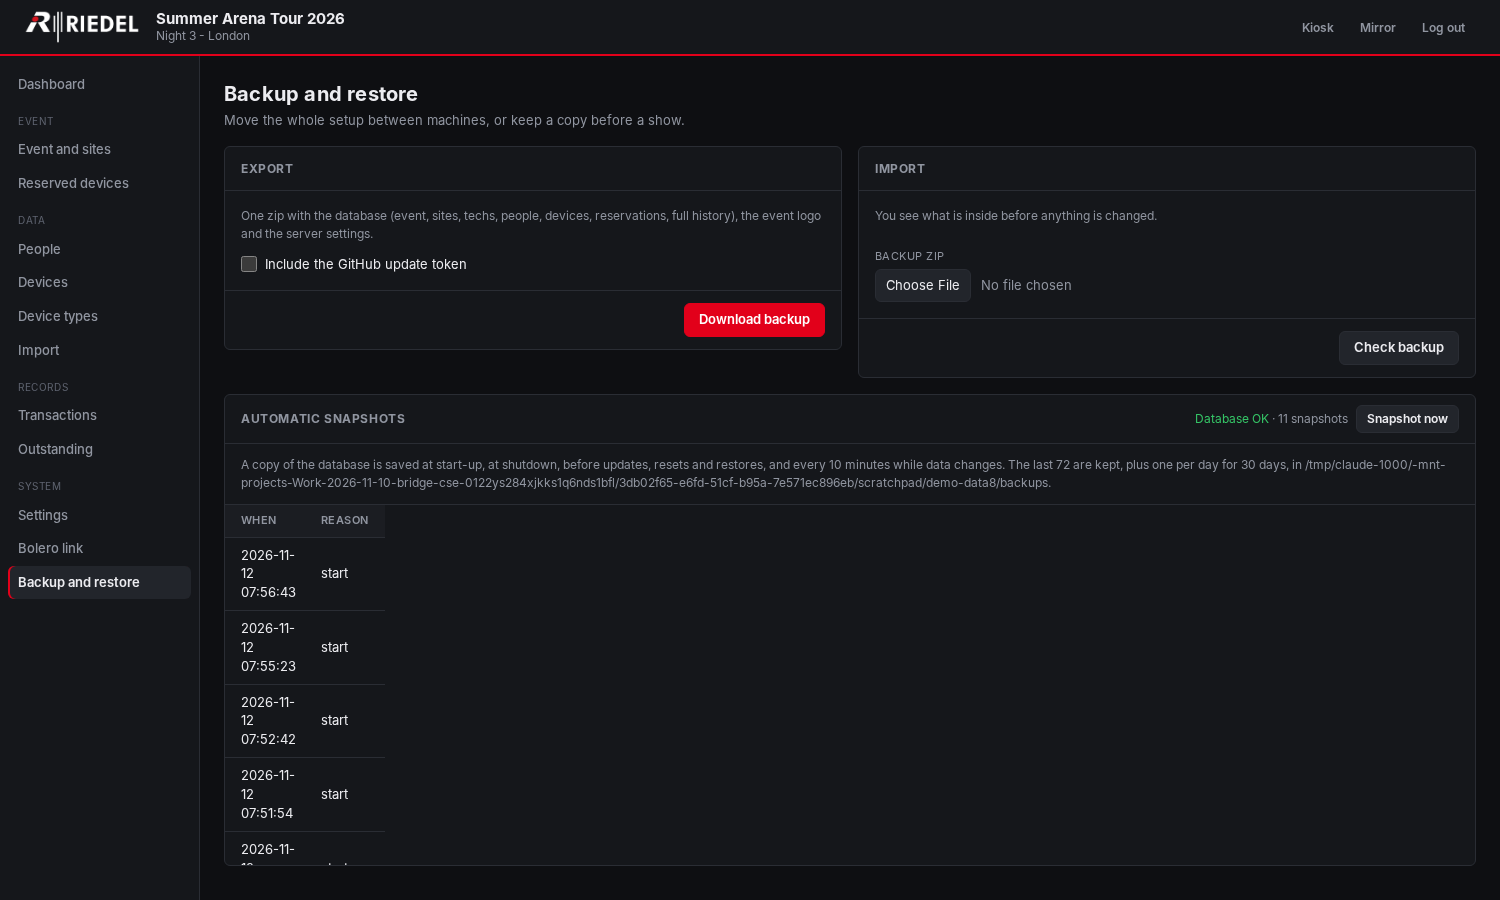 RIEDEL
Summer Arena Tour 2026
Night 3 - London
Kiosk
Mirror
Log out
Dashboard
EVENT
Event and sites
Reserved devices
DATA
People
Devices
Device types
Import
RECORDS
Transactions
Outstanding
SYSTEM
Settings
Bolero link
Backup and restore
Backup and restore
Move the whole setup between machines, or keep a copy before a show.
EXPORT
One zip with the database (event, sites, techs, people, devices, reservations, full history), the event logo
and the server settings.
Include the GitHub update token
Download backup
IMPORT
You see what is inside before anything is changed.
BACKUP ZIP
Choose File No file chosen
Check backup
AUTOMATIC SNAPSHOTS
Database OK · 11 snapshots
Snapshot now
A copy of the database is saved at start-up, at shutdown, before updates, resets and restores, and every 10 minutes while data changes. The last 72 are kept, plus one per day for 30 days, in /tmp/claude-1000/-mnt-
projects-Work-2026-11-10-bridge-cse-0122ys284xjkks1q6nds1bfl/3db02f65-e6fd-51cf-b95a-7e571ec896eb/scratchpad/demo-data8/backups.
WHEN REASON
2026-11-
12
07:56:43
start
2026-11-
12
07:55:23
start
2026-11-
12
07:52:42
start
2026-11-
12
07:51:54
start
2026-11-